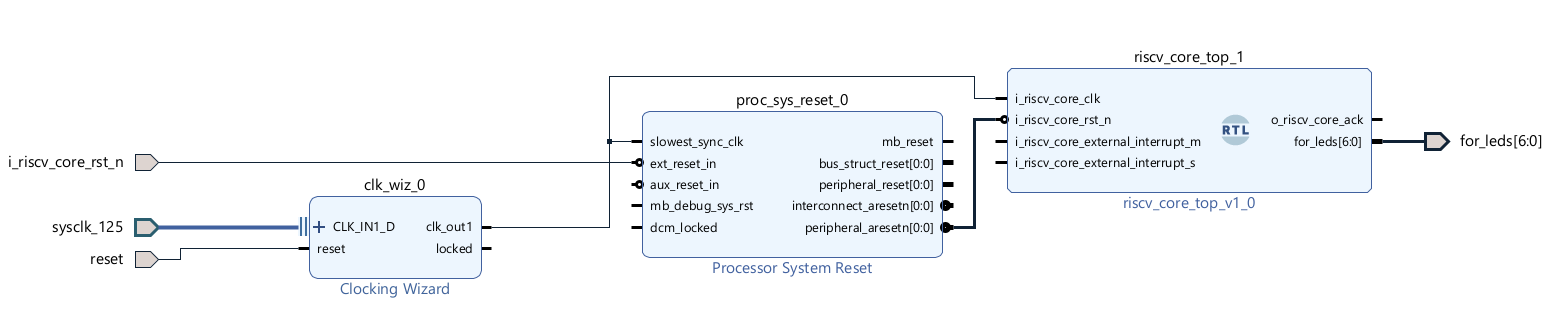 i_riscv_core_rst_n
sysclk_125
reset
clk_wiz_0
CLK_IN1_D
reset
clk_out1
locked
Clocking Wizard
proc_sys_reset_0
slowest_sync_clk
ext_reset_in
aux_reset_in
mb_debug_sys_rst
dcm_locked
mb_reset
bus_struct_reset[0:0]
peripheral_reset[0:0]
interconnect_aresetn[0:0]
peripheral_aresetn[0:0]
Processor System Reset
riscv_core_top_1
i_riscv_core_clk
i_riscv_core_rst_n
i_riscv_core_external_interrupt_m
i_riscv_core_external_interrupt_s
RTL
o_riscv_core_ack
for_leds[6:0]
riscv_core_top_v1_0
for_leds[6:0]